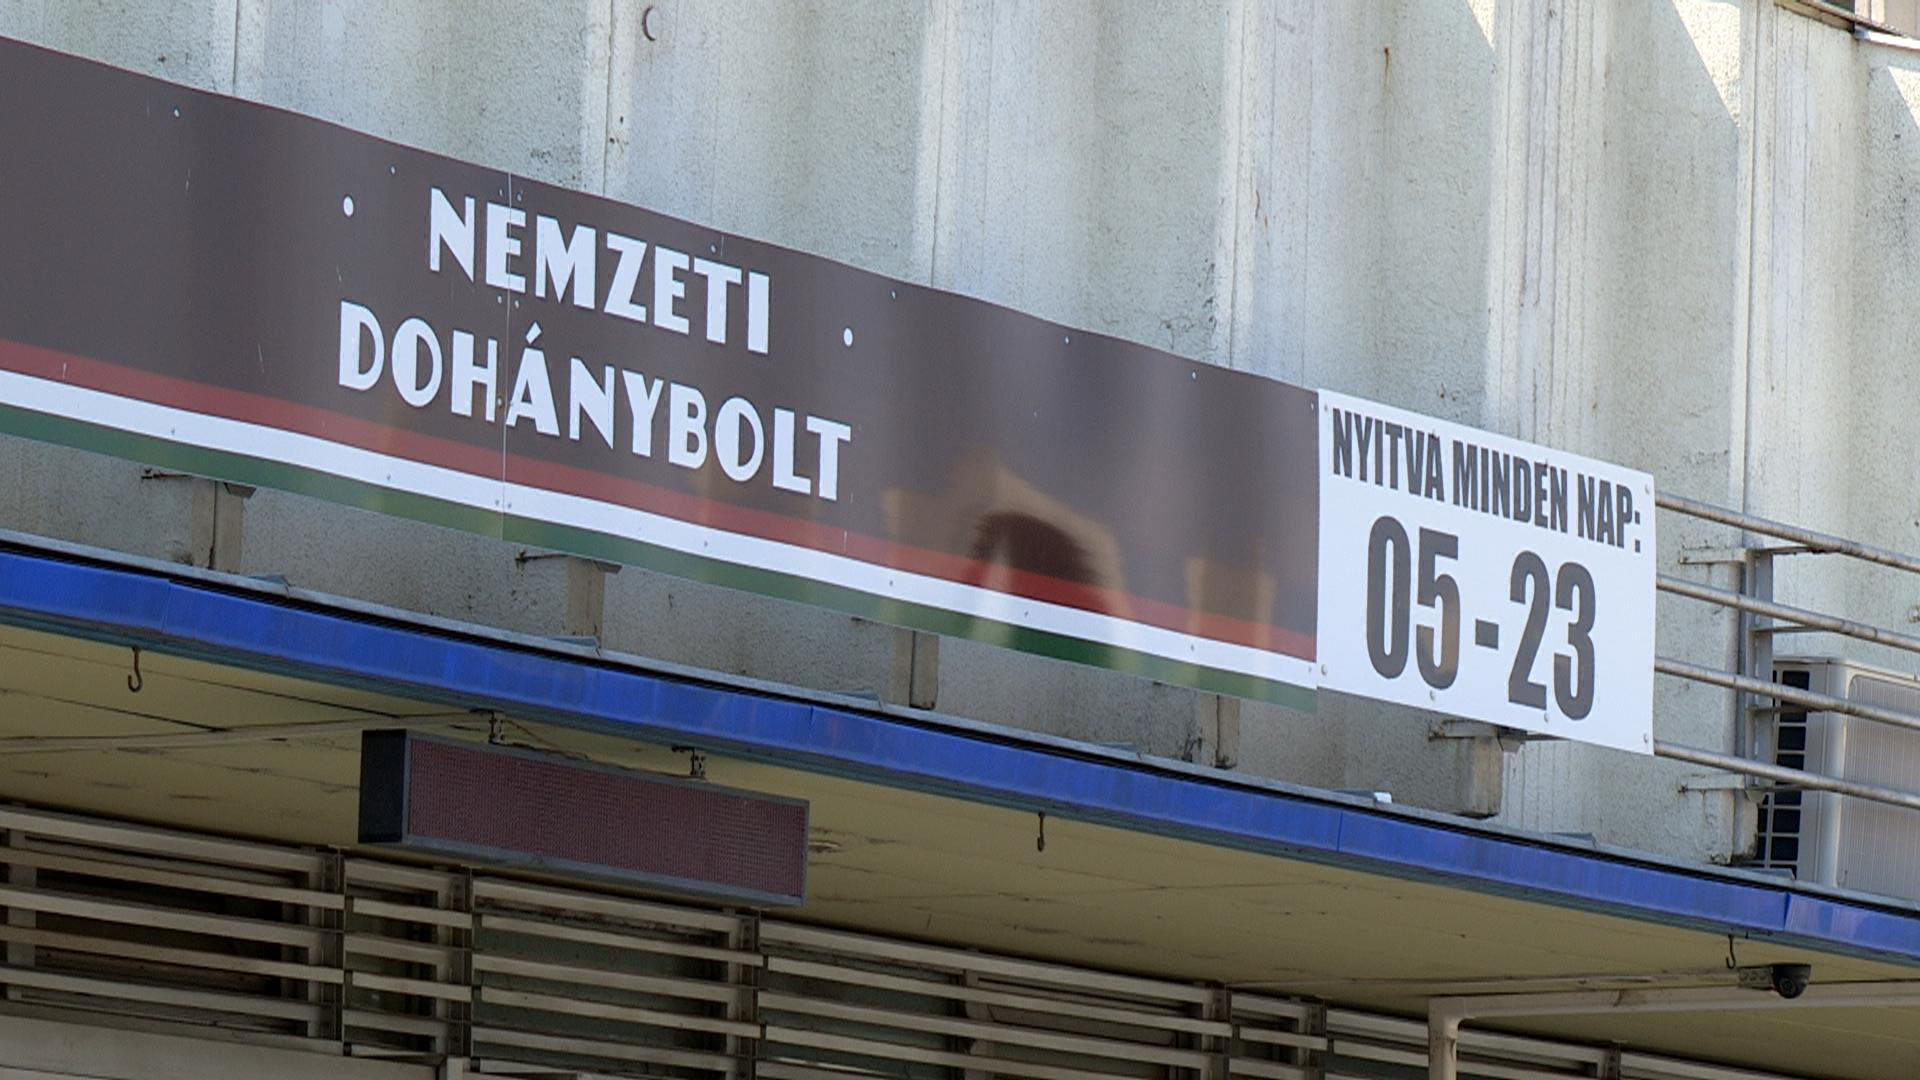 NEMZETI
DOHÁNYBOLT
NYITVA MINDEN NAP:
05-23